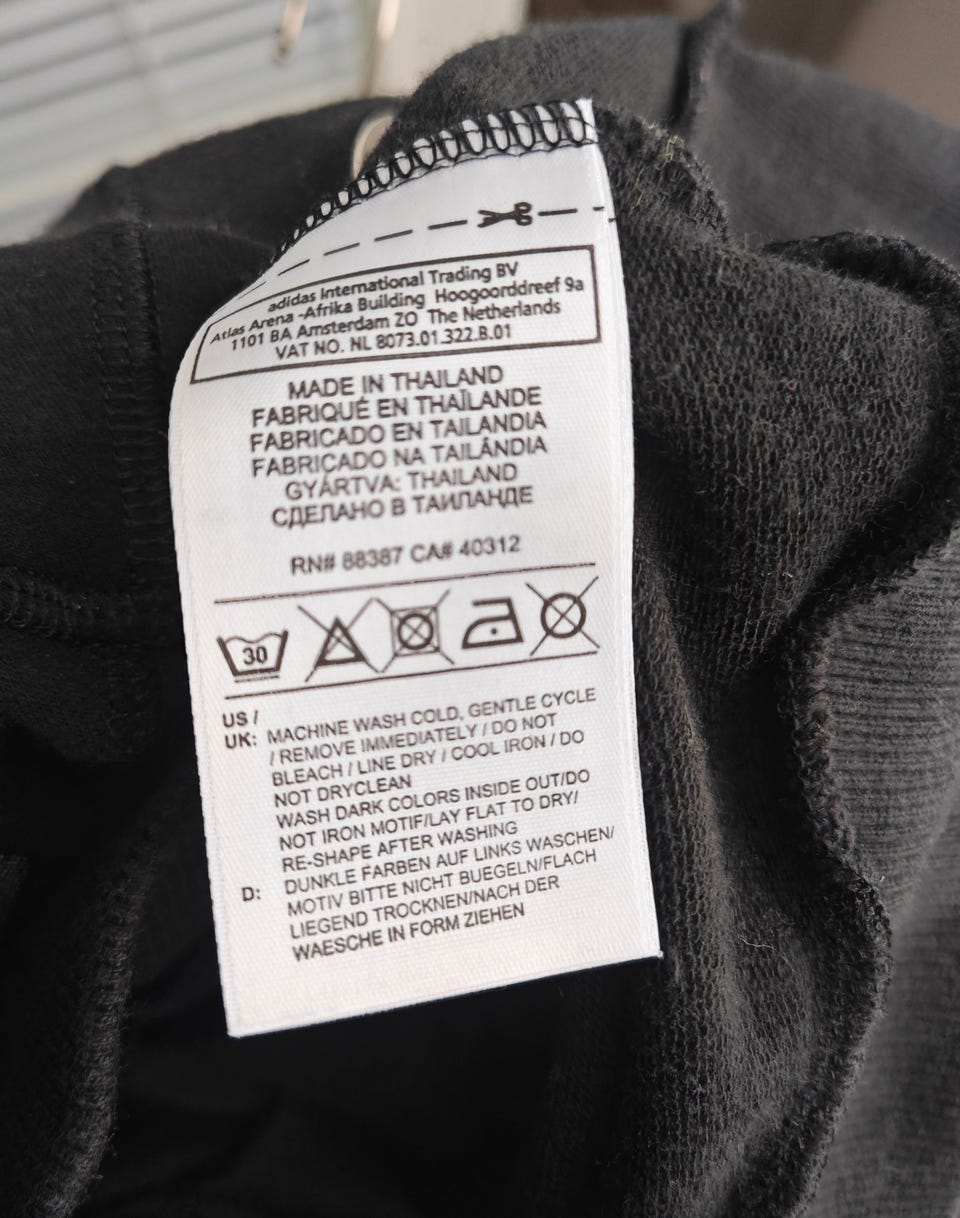 adidas International Trading BV
Atlas Arena -Afrika Building Hoogoorddreef 9a
1101 BA Amsterdam ZO The Netherlands
VAT NO. NL 8073.01.322.B.01
MADE IN THAILAND
FABRIQUÉ EN THAÏLANDE
FABRICADO EN TAILANDIA
FABRICADO NA TAILÂNDIA
GYÁRTVA: THAILAND
СДЕЛАНО В ТАИЛАНДЕ
RN# 88387 CA# 40312
30
US /
UK: MACHINE WASH COLD, GENTLE CYCLE
/ REMOVE IMMEDIATELY / DO NOT
BLEACH / LINE DRY / COOL IRON / DO
NOT DRYCLEAN
WASH DARK COLORS INSIDE OUT/DO
NOT IRON MOTIF/LAY FLAT TO DRY/
RE-SHAPE AFTER WASHING
D: DUNKLE FARBEN AUF LINKS WASCHEN/
MOTIV BITTE NICHT BUEGELN/FLACH
LIEGEND TROCKNEN/NACH DER
WAESCHE IN FORM ZIEHEN